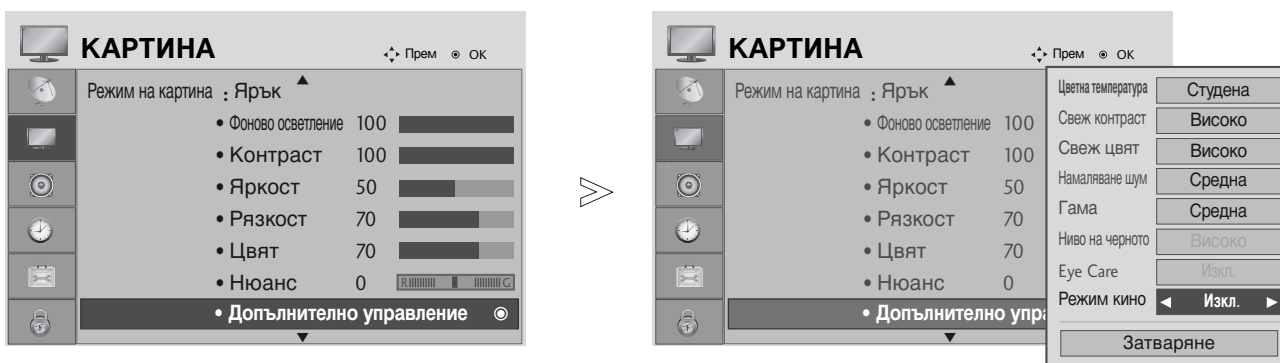 КАРТИНА
Прем OK
Режим на картина : Ярък
• Фоново осветление 100
• Контраст 100
• Яркост 50
• Рязкост 70
• Цвят 70
• Нюанс 0 R G
• Допълнително управление
КАРТИНА
Прем OK
Режим на картина : Ярък
• Фоново осветление 100
• Контраст 100
• Яркост 50
• Рязкост 70
• Цвят 70
• Нюанс 0
• Допълнително упра
Цветна температура Студена
Свеж контраст Високо
Свеж цвят Високо
Намаляване шум Средна
Гама Средна
Ниво на черното Високо
Eye Care Изкл.
Режим кино Изкл.
Затваряне